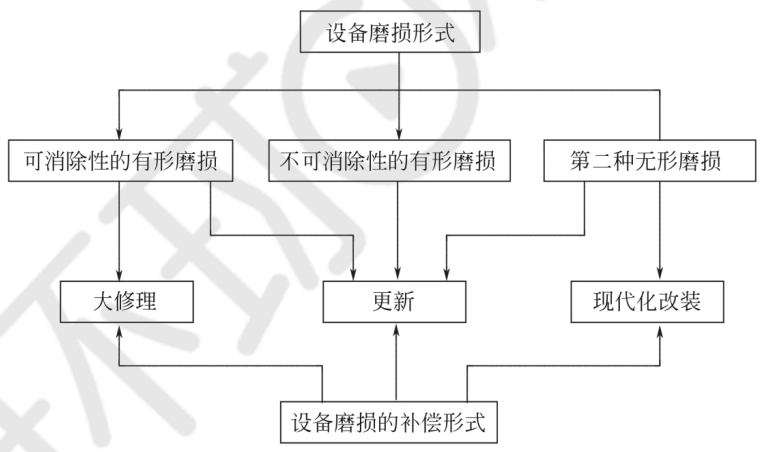 设备磨损形式
可消除性的有形磨损
不可消除性的有形磨损
第二种无形磨损
大修理
更新
现代化改装
设备磨损的补偿形式
环球